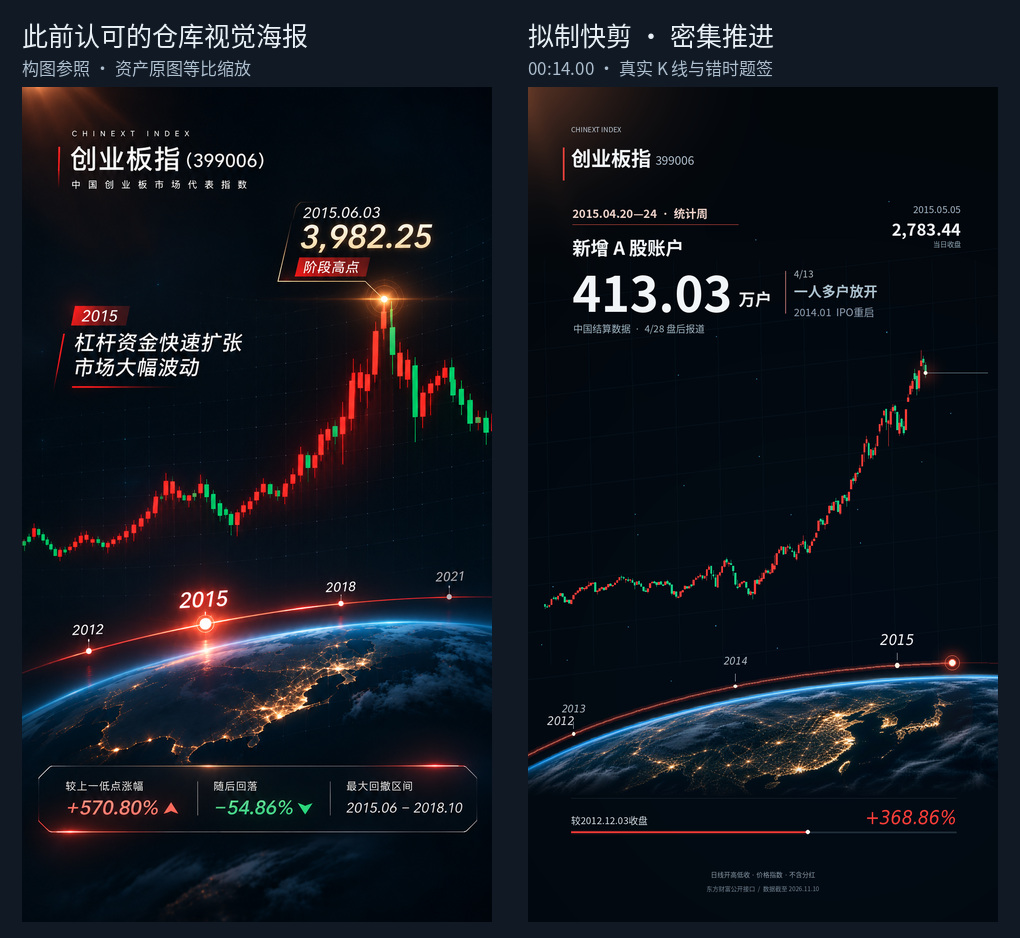 此前认可的仓库视觉海报
构图参照 · 资产原图等比缩放
CHINEXT INDEX
创业板指(399006)
中国创业板市场代表指数
2015.06.03
3,982.25
阶段高点
2015
杠杆资金快速扩张
市场大幅波动
2012
2015
2018
2021
较上一低点涨幅
+570.80%
随后回落
-54.86%
最大回撤区间
2015.06 – 2018.10
拟制快剪 · 密集推进
00:14.00 · 真实 K 线与错时题签
CHINEXT INDEX
创业板指 399006
2015.04.20—24 · 统计周
新增 A 股账户
413.03 万户
中国结算数据 · 4/28 盘后报道
4/13
一人多户放开
2014.01 IPO重启
2015.05.05
2,783.44
当日收盘
2012
2013
2014
2015
较2012.12.03收盘
+368.86%
日线开高低收 · 价格指数 · 不含分红
东方财富公开接口 / 数据截至 2026.11.10